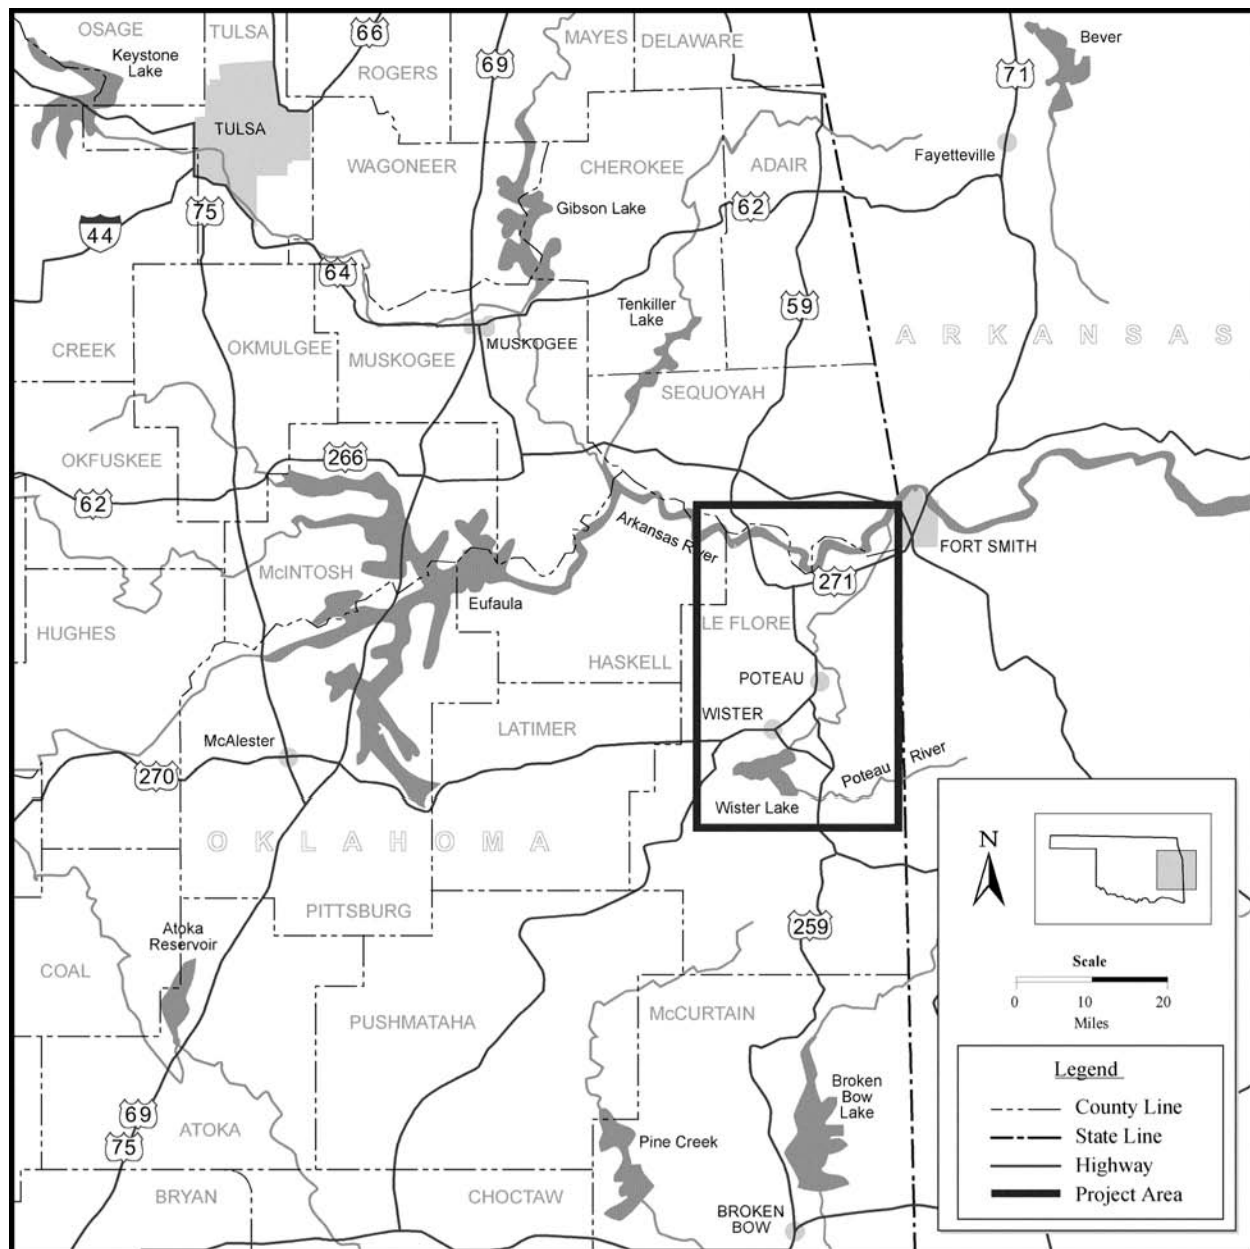 OSAGE
TULSA
66
MAYES
DELAWARE
Bever
Keystone
Lake
69
ROGERS
71
TULSA
Fayetteville
WAGONEER
CHEROKEE
ADAIR
75
Gibson Lake
62
44
64
Tenkiller
Lake
59
ARKANSAS
CREEK
OKMULGEE
MUSKOGEE
MUSKOGEE
SEQUOYAH
OKFUSKEE
266
62
Arkansas River
FORT SMITH
McINTOSH
271
Eufaula
HUGHES
LE FLORE
HASKELL
POTEAU
WISTER
LATIMER
McAlester
270
Poteau River
Wister Lake
OKLAHOMA
N
PITTSBURG
259
Atoka
Reservoir
COAL
Scale
0 10 20
Miles
McCURTAIN
PUSHMATAHA
Legend
County Line
State Line
Highway
Project Area
Broken
Bow
Lake
69
75
ATOKA
Pine Creek
BRYAN
CHOCTAW
BROKEN
BOW